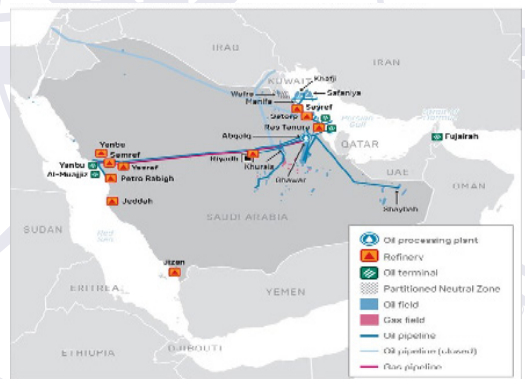 IRAQ
IRAN
KUWAIT
Khafji
Wafra
Safaniya
Manifa
Satorp
Ras Tanura
Abqaiq
QATAR
Fujairah
Yanbu
Samref
Yasref
Yanbu
Al-Muajjiz
Petro Rabigh
Riyadh
Khurais
Ghawar
UAE
OMAN
Jeddah
Shaybah
SAUDI ARABIA
SUDAN
Red
Sea
Jizan
ERITREA
YEMEN
DJIBOUTI
ETHIOPIA
Oil processing plant
Refinery
Oil terminal
Partitioned Neutral Zone
Oil field
Gas field
Oil pipeline
Oil pipeline (closed)
Gas pipeline